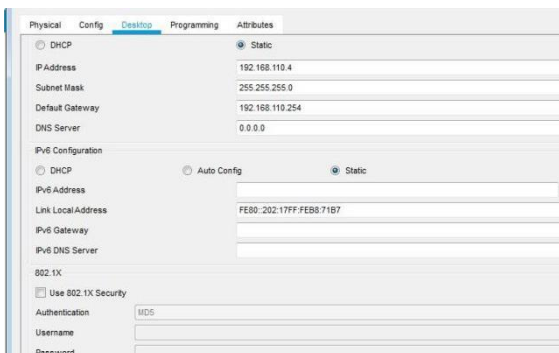 Physical Config Desktop Programming Attributes
DHCP Static
IP Address 192.168.110.4
Subnet Mask 255.255.255.0
Default Gateway 192.168.110.254
DNS Server 0.0.0.0
IPv6 Configuration
DHCP Auto Config Static
IPv6 Address
Link Local Address FE80::202:17FF:FEB8:71B7
IPv6 Gateway
IPv6 DNS Server
802.1X
Use 802.1X Security
Authentication MD5
Username
Password